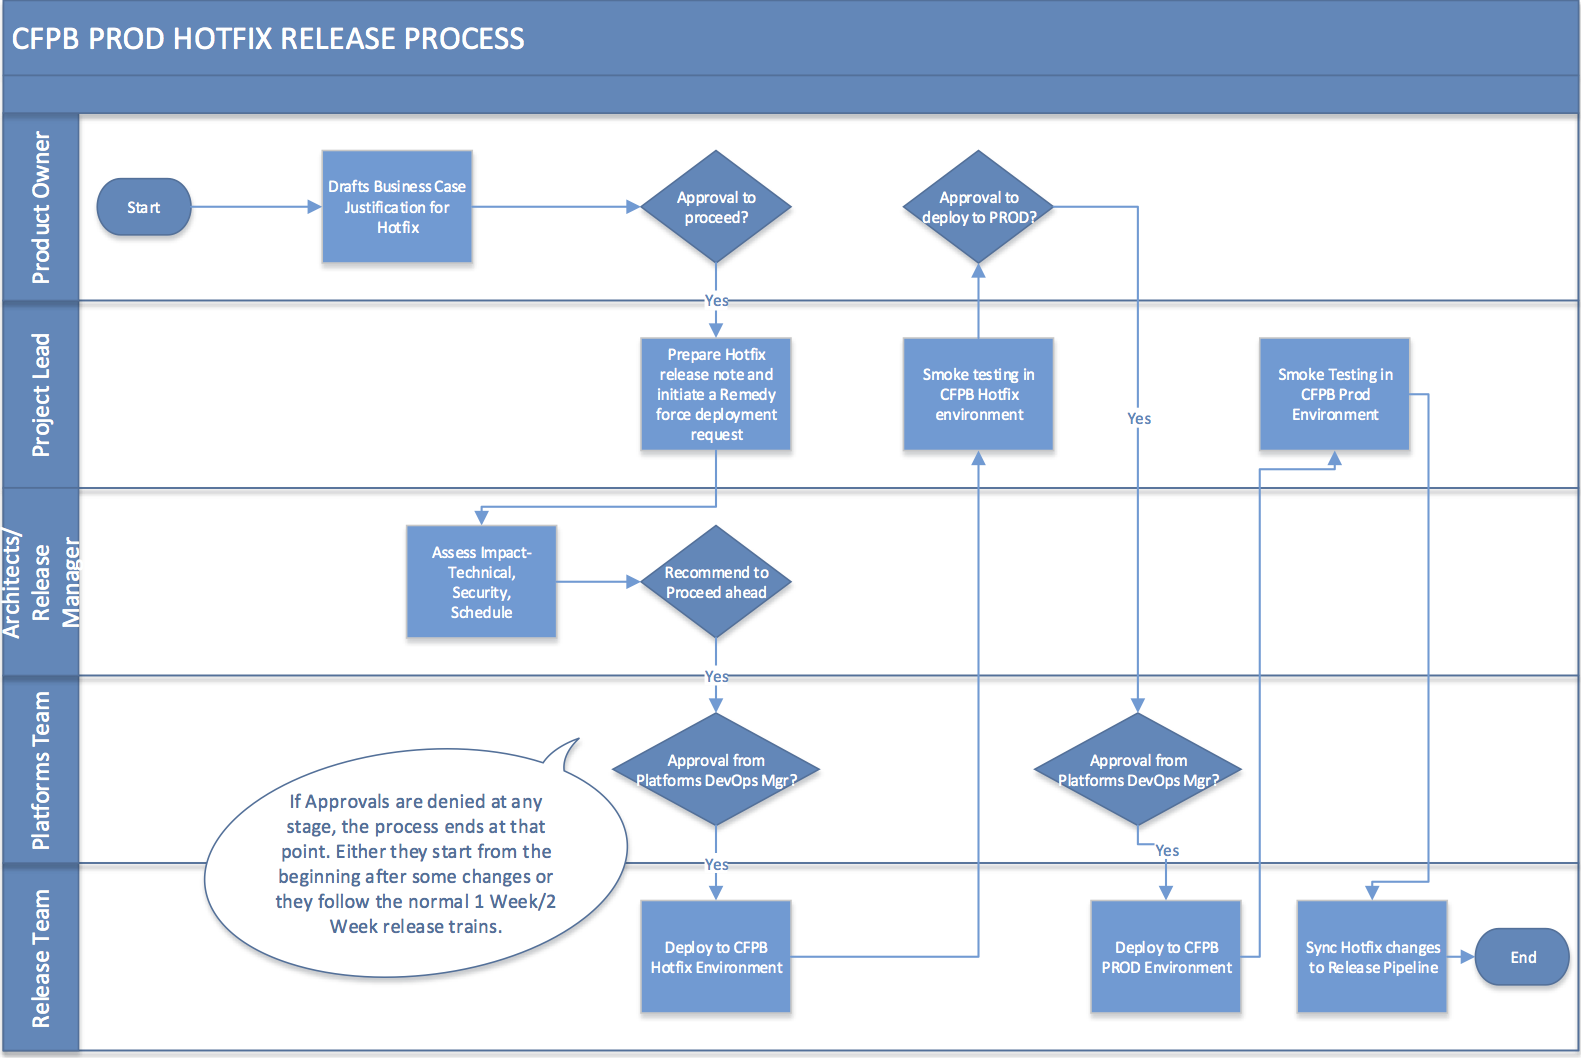 CFPB PROD HOTFIX RELEASE PROCESS
Product Owner
Start
Drafts Business Case
Justification for
Hotfix
Approval to
proceed?
Approval to
deploy to PROD?
Yes
Project Lead
Prepare Hotfix
release note and
initiate a Remedy
force deployment
request
Smoke testing in
CFPB Hotfix
environment
Yes
Smoke Testing in
CFPB Prod
Environment
Architects/
Release
Manager
Assess Impact-
Technical,
Security,
Schedule
Recommend to
Proceed ahead
Yes
Platforms Team
Approval from
Platforms DevOps Mgr?
Approval from
Platforms DevOps Mgr?
If Approvals are denied at any
stage, the process ends at that
point. Either they start from the
beginning after some changes or
they follow the normal 1 Week/2
Week release trains.
Yes
Yes
Release Team
Deploy to CFPB
Hotfix Environment
Deploy to CFPB
PROD Environment
Sync Hotfix changes
to Release Pipeline
End